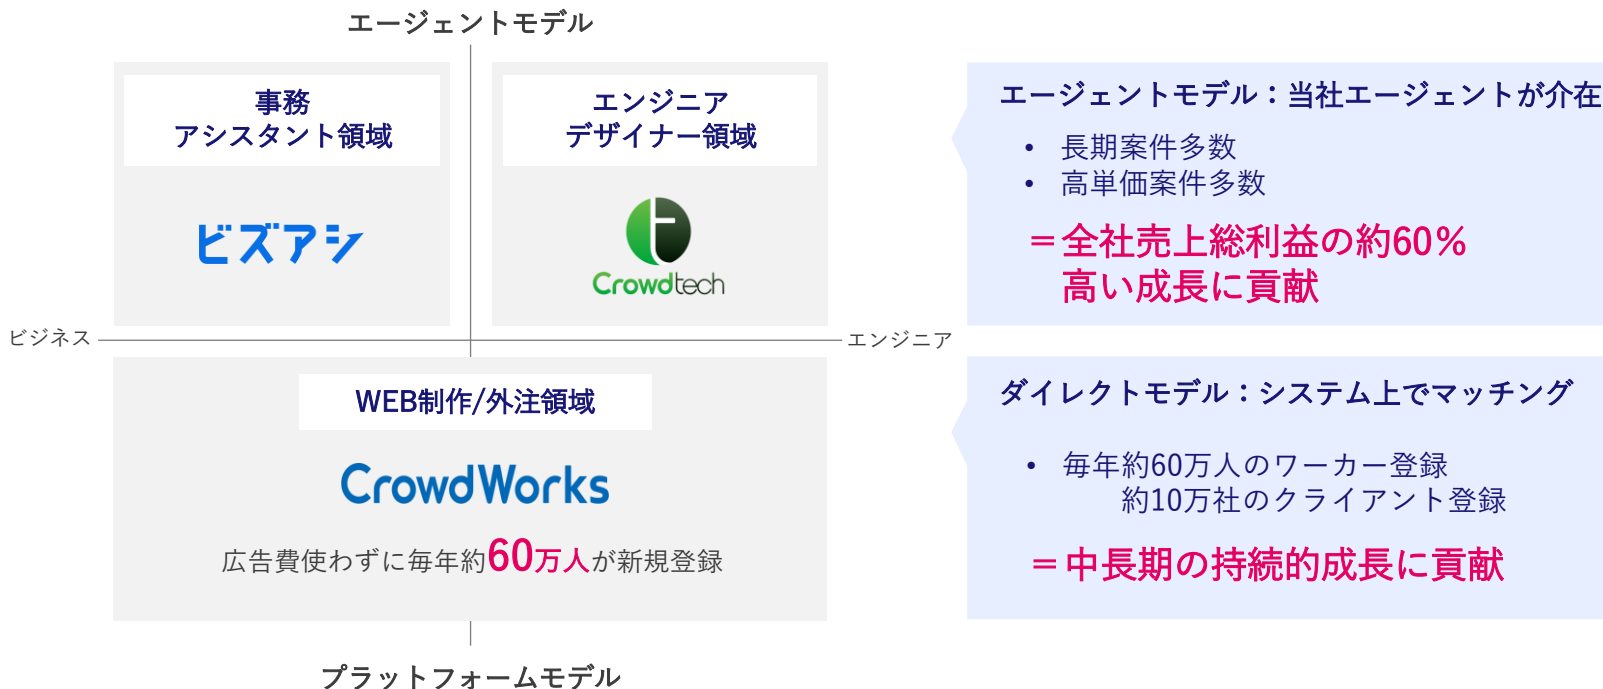 エージェントモデル
事務
アシスタント領域
ビズアシ
エンジニア
デザイナー領域
Crowdtech
ビジネス
エンジニア
WEB制作/外注領域
CrowdWorks
広告費使わずに毎年約60万人が新規登録
プラットフォームモデル
エージェントモデル：当社エージェントが介在
• 長期案件多数
• 高単価案件多数
＝全社売上総利益の約60%
高い成長に貢献
ダイレクトモデル：システム上でマッチング
• 毎年約60万人のワーカー登録
約10万社のクライアント登録
＝中長期の持続的成長に貢献